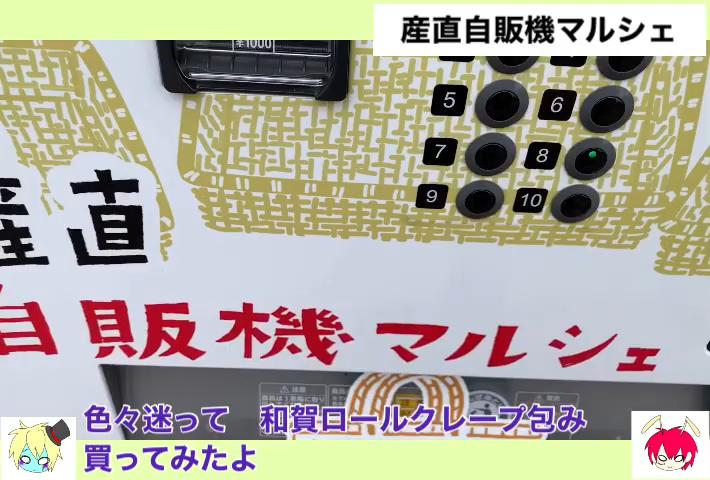 産直自販機マルシェ
¥1000
5 6
7 8
9 10
産直
自販機マルシェ
色々迷って 和賀ロールクレープ包み
買ってみたよ